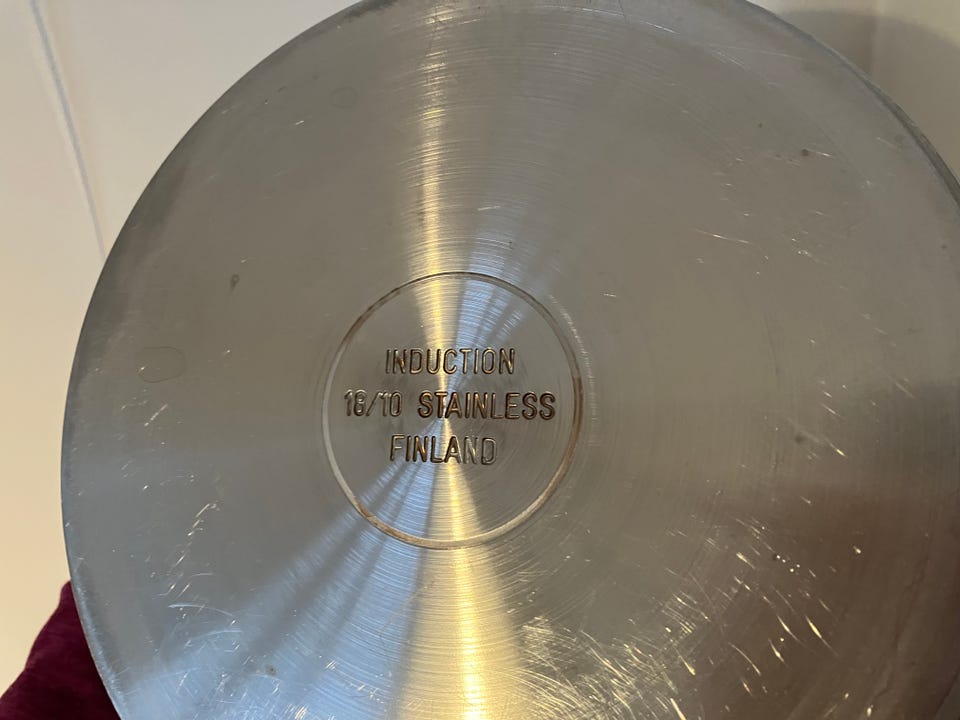 INDUCTION
18/10 STAINLESS
FINLAND